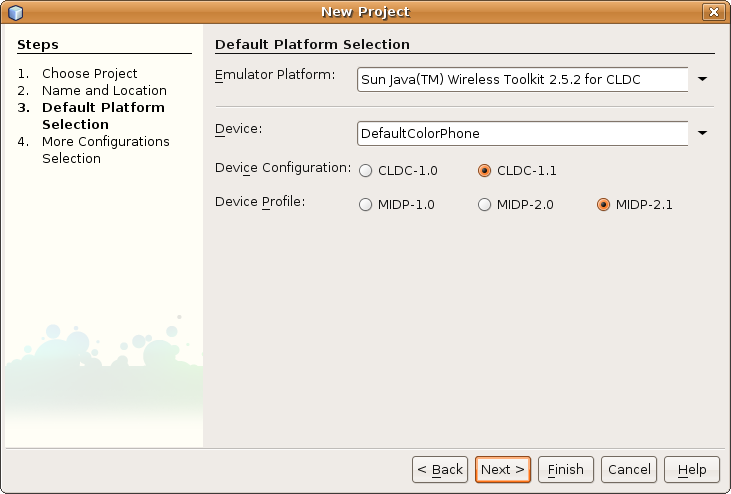 New Project
Steps
1. Choose Project
2. Name and Location
3. Default Platform
Selection
4. More Configurations
Selection
Default Platform Selection
Emulator Platform: Sun Java(TM) Wireless Toolkit 2.5.2 for CLDC
Device: DefaultColorPhone
Device Configuration: CLDC-1.0 CLDC-1.1
Device Profile: MIDP-1.0 MIDP-2.0 MIDP-2.1
< Back Next > Finish Cancel Help